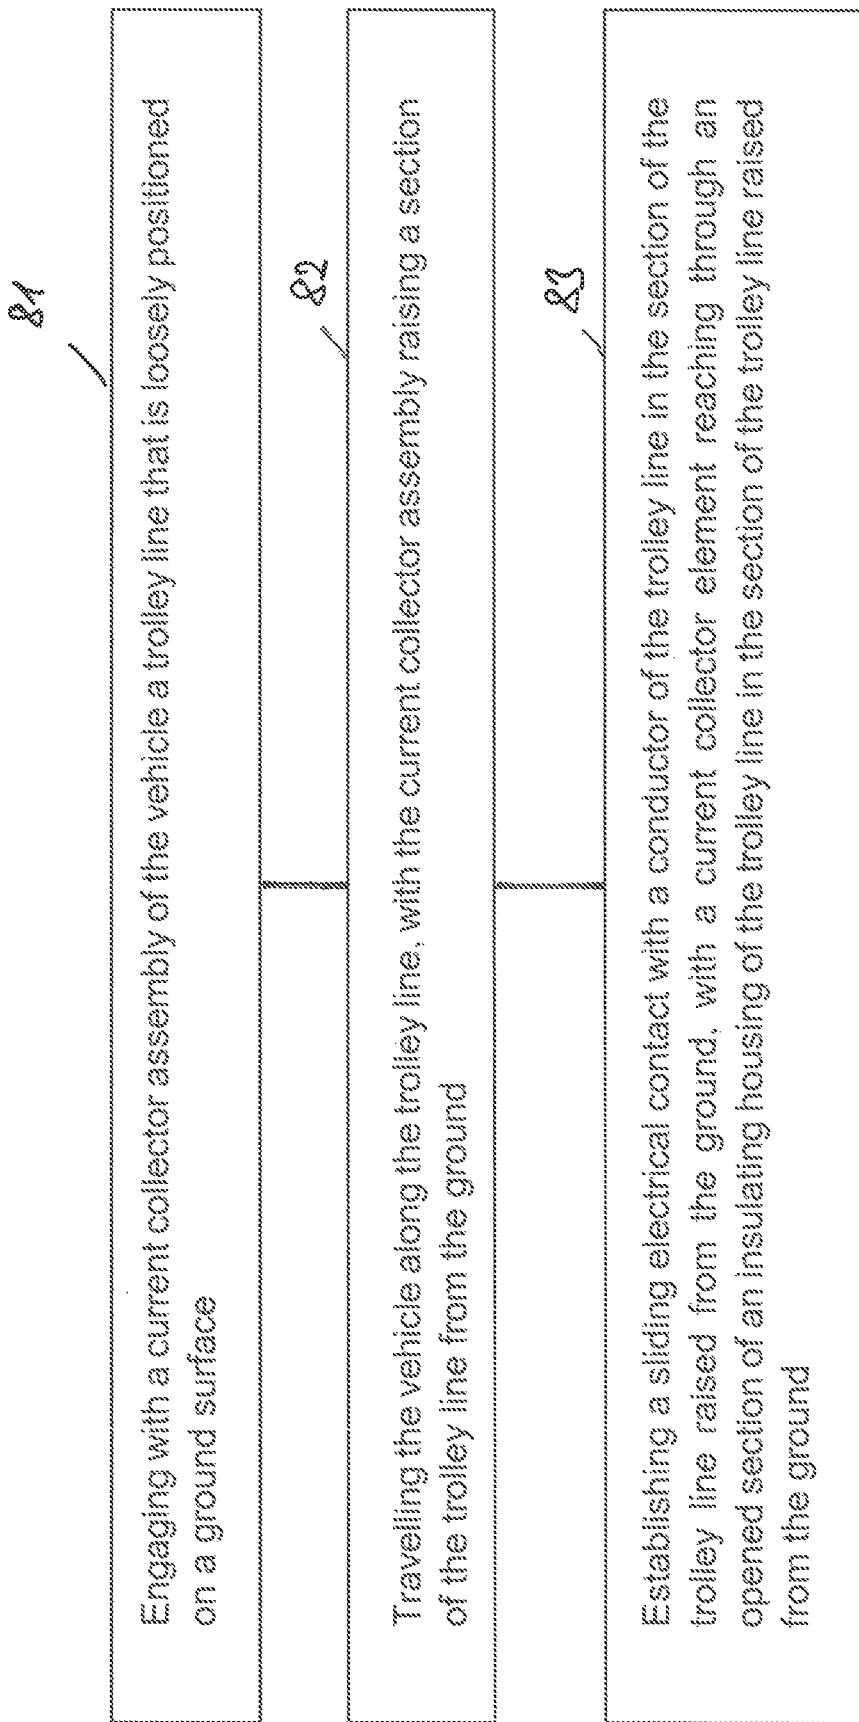 81
Engaging with a current collector assembly of the vehicle a trolley line that is loosely positioned
on a ground surface
82
Travelling the vehicle along the trolley line, with the current collector assembly raising a section
of the trolley line from the ground
83
Establishing a sliding electrical contact with a conductor of the trolley line in the section of the
trolley line raised from the ground, with a current collector element reaching through an
opened section of an insulating housing of the trolley line in the section of the trolley line raised
from the ground